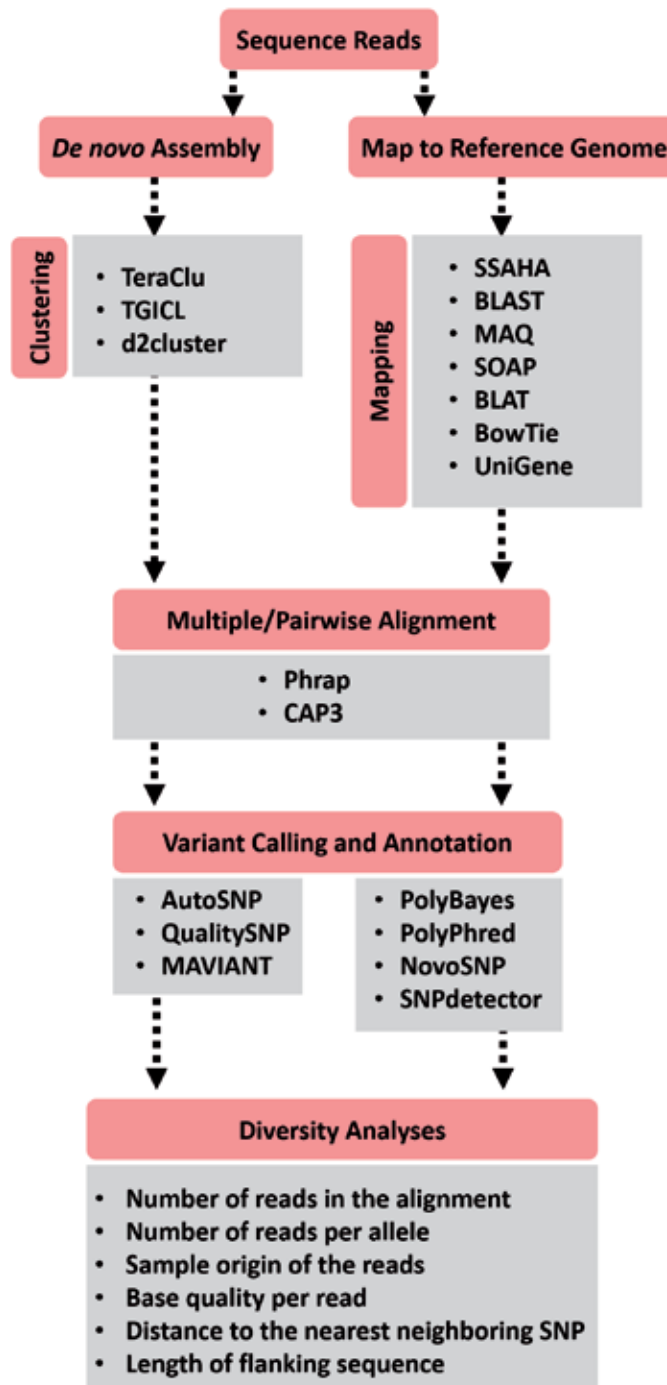 Sequence Reads
De novo Assembly
Map to Reference Genome
Clustering
• TeraClu
• TGICL
• d2cluster
Mapping
• SSAHA
• BLAST
• MAQ
• SOAP
• BLAT
• BowTie
• UniGene
Multiple/Pairwise Alignment
• Phrap
• CAP3
Variant Calling and Annotation
• AutoSNP
• QualitySNP
• MAVIANT
• PolyBayes
• PolyPhred
• NovoSNP
• SNPdetector
Diversity Analyses
• Number of reads in the alignment
• Number of reads per allele
• Sample origin of the reads
• Base quality per read
• Distance to the nearest neighboring SNP
• Length of flanking sequence